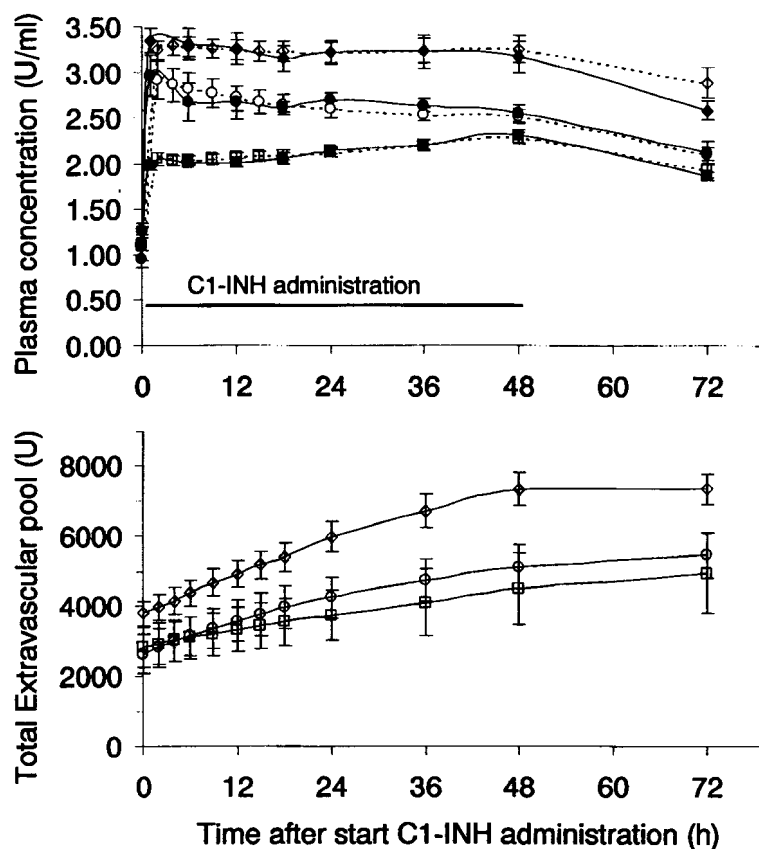 Plasma concentration (U/ml)
3.50
3.00
2.50
2.00
1.50
1.00
0.50
0.00
C1-INH administration
0 12 24 36 48 60 72
Total Extravascular pool (U)
8000
6000
4000
2000
0
0 12 24 36 48 60 72
Time after start C1-INH administration (h)